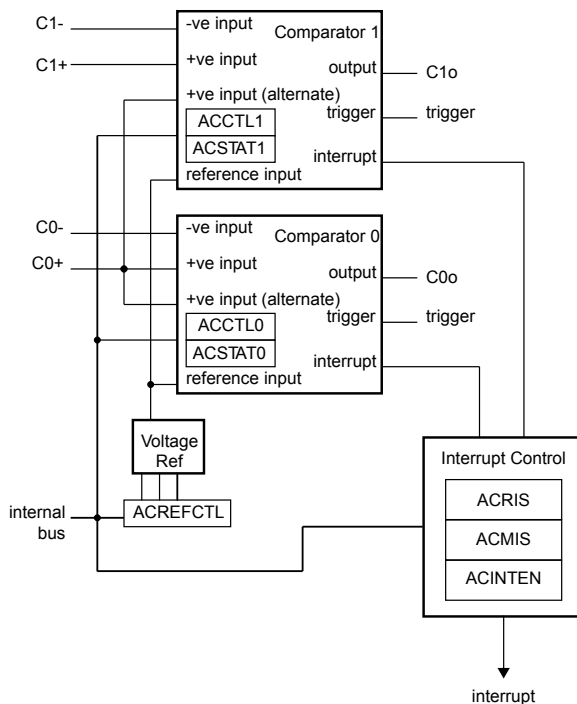 C1-
-ve input
Comparator 1
C1+
+ve input
output
C1o
+ve input (alternate)
trigger
trigger
ACCTL1
ACSTAT1
interrupt
reference input
C0-
-ve input
Comparator 0
C0+
+ve input
output
C0o
+ve input (alternate)
trigger
trigger
ACCTL0
ACSTAT0
interrupt
reference input
Voltage
Ref
Interrupt Control
internal
bus
ACREFCTL
ACRIS
ACMIS
ACINTEN
interrupt